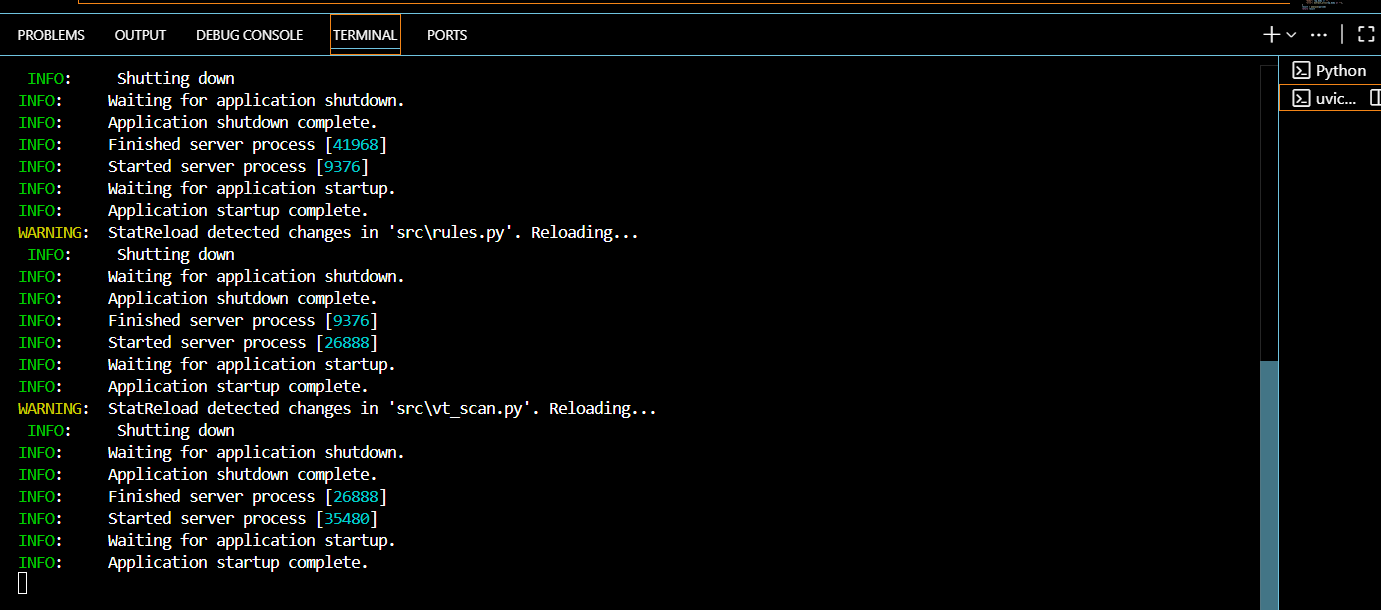 PROBLEMS OUTPUT DEBUG CONSOLE TERMINAL PORTS
Python
uvic...
INFO: Shutting down
INFO: Waiting for application shutdown.
INFO: Application shutdown complete.
INFO: Finished server process [41968]
INFO: Started server process [9376]
INFO: Waiting for application startup.
INFO: Application startup complete.
WARNING: StatReload detected changes in 'src\rules.py'. Reloading...
INFO: Shutting down
INFO: Waiting for application shutdown.
INFO: Application shutdown complete.
INFO: Finished server process [9376]
INFO: Started server process [26888]
INFO: Waiting for application startup.
INFO: Application startup complete.
WARNING: StatReload detected changes in 'src\vt_scan.py'. Reloading...
INFO: Shutting down
INFO: Waiting for application shutdown.
INFO: Application shutdown complete.
INFO: Finished server process [26888]
INFO: Started server process [35480]
INFO: Waiting for application startup.
INFO: Application startup complete.